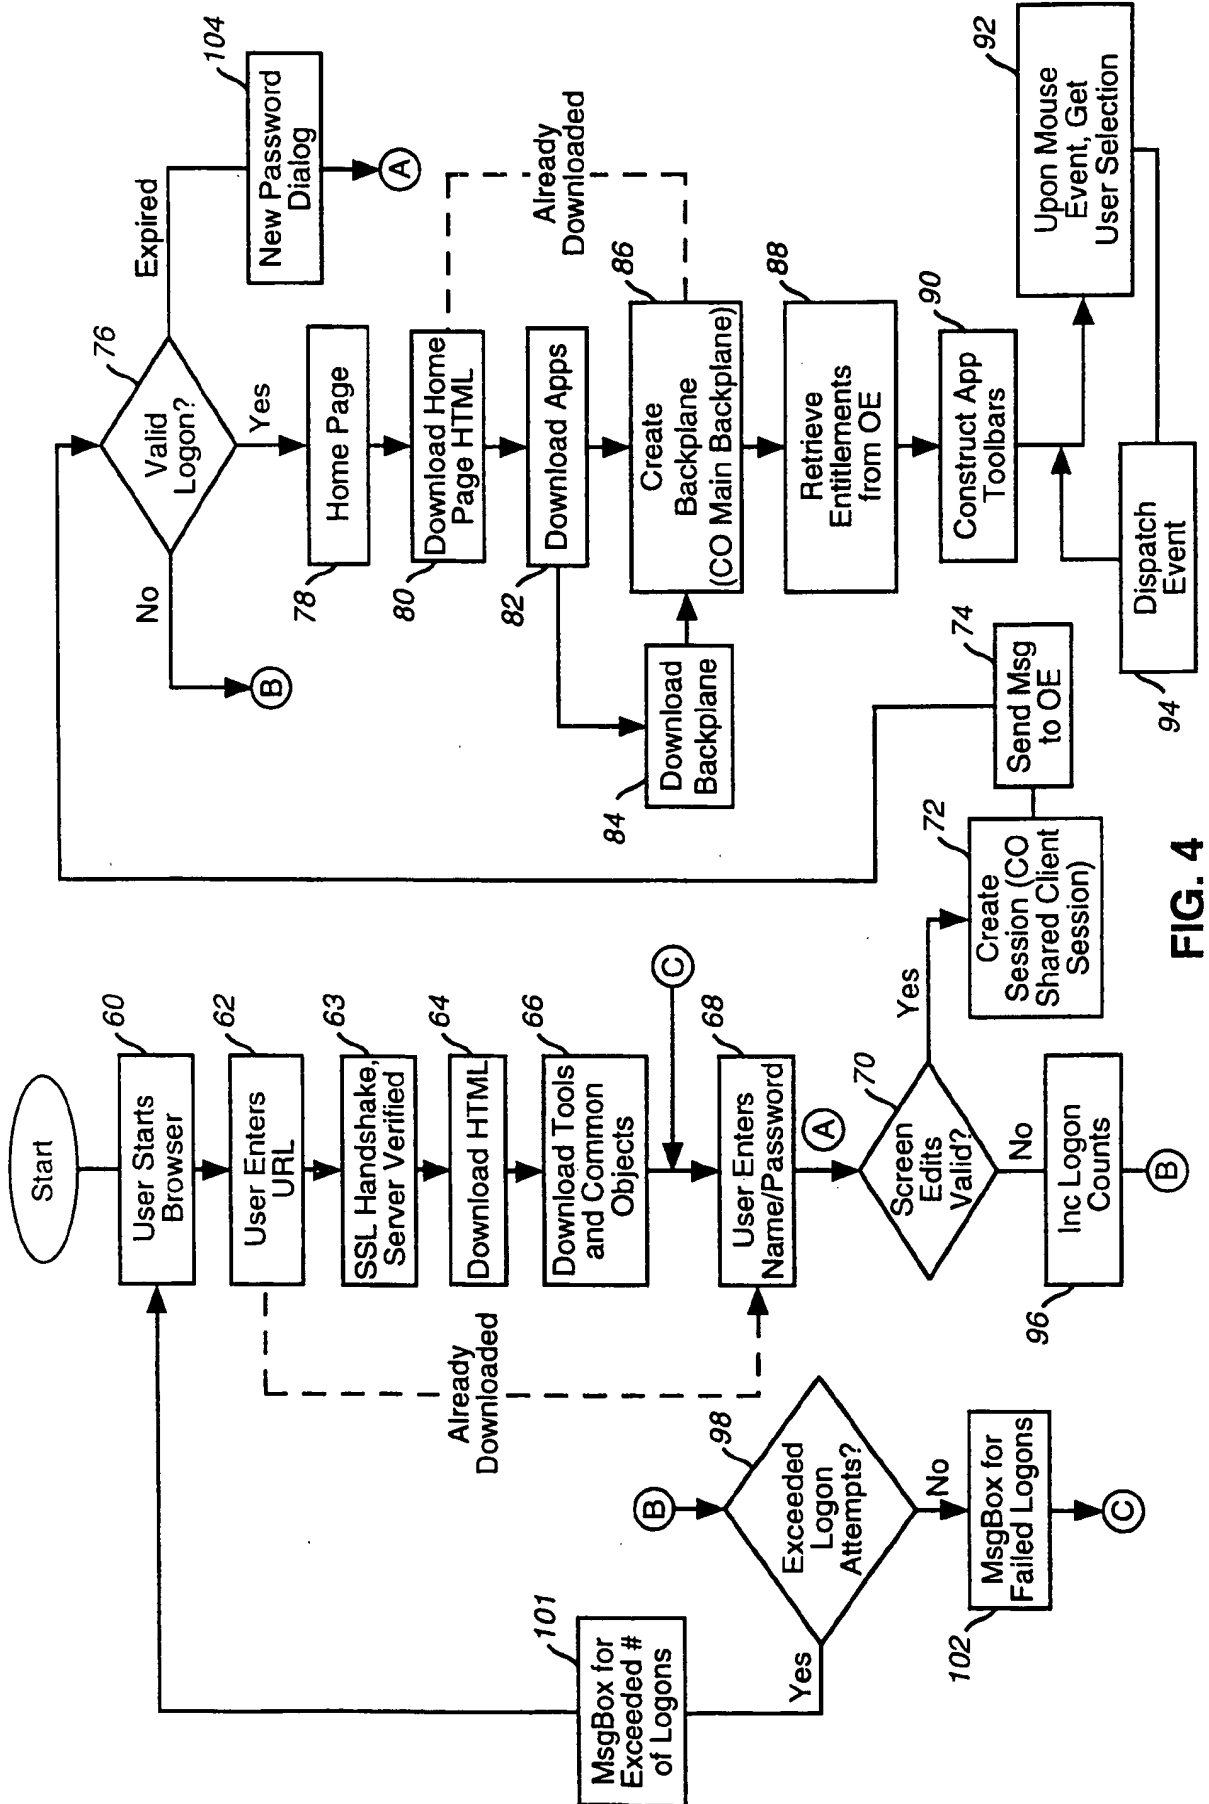 Start
60
User Starts
Browser
62
User Enters
URL
63
SSL Handshake,
Server Verified
64
Download HTML
66
Download Tools
and Common
Objects
C
68
User Enters
Name/Password
Already
Downloaded
A
70
Screen
Edits
Valid?
Yes
No
72
Create
Session (CO
Shared Client
Session)
74
Send Msg
to OE
96
Inc Logon
Counts
B
B
98
Exceeded
Logon
Attempts?
Yes
No
101
MsgBox for
Exceeded #
of Logons
102
MsgBox for
Failed Logons
C
76
Valid
Logon?
No
B
Expired
104
New Password
Dialog
A
Yes
78
Home Page
80
Download Home
Page HTML
Already
Downloaded
82
Download Apps
84
Download
Backplane
86
Create
Backplane
(CO Main Backplane)
88
Retrieve
Entitlements
from OE
90
Construct App
Toolbars
92
Upon Mouse
Event, Get
User Selection
94
Dispatch
Event
FIG. 4